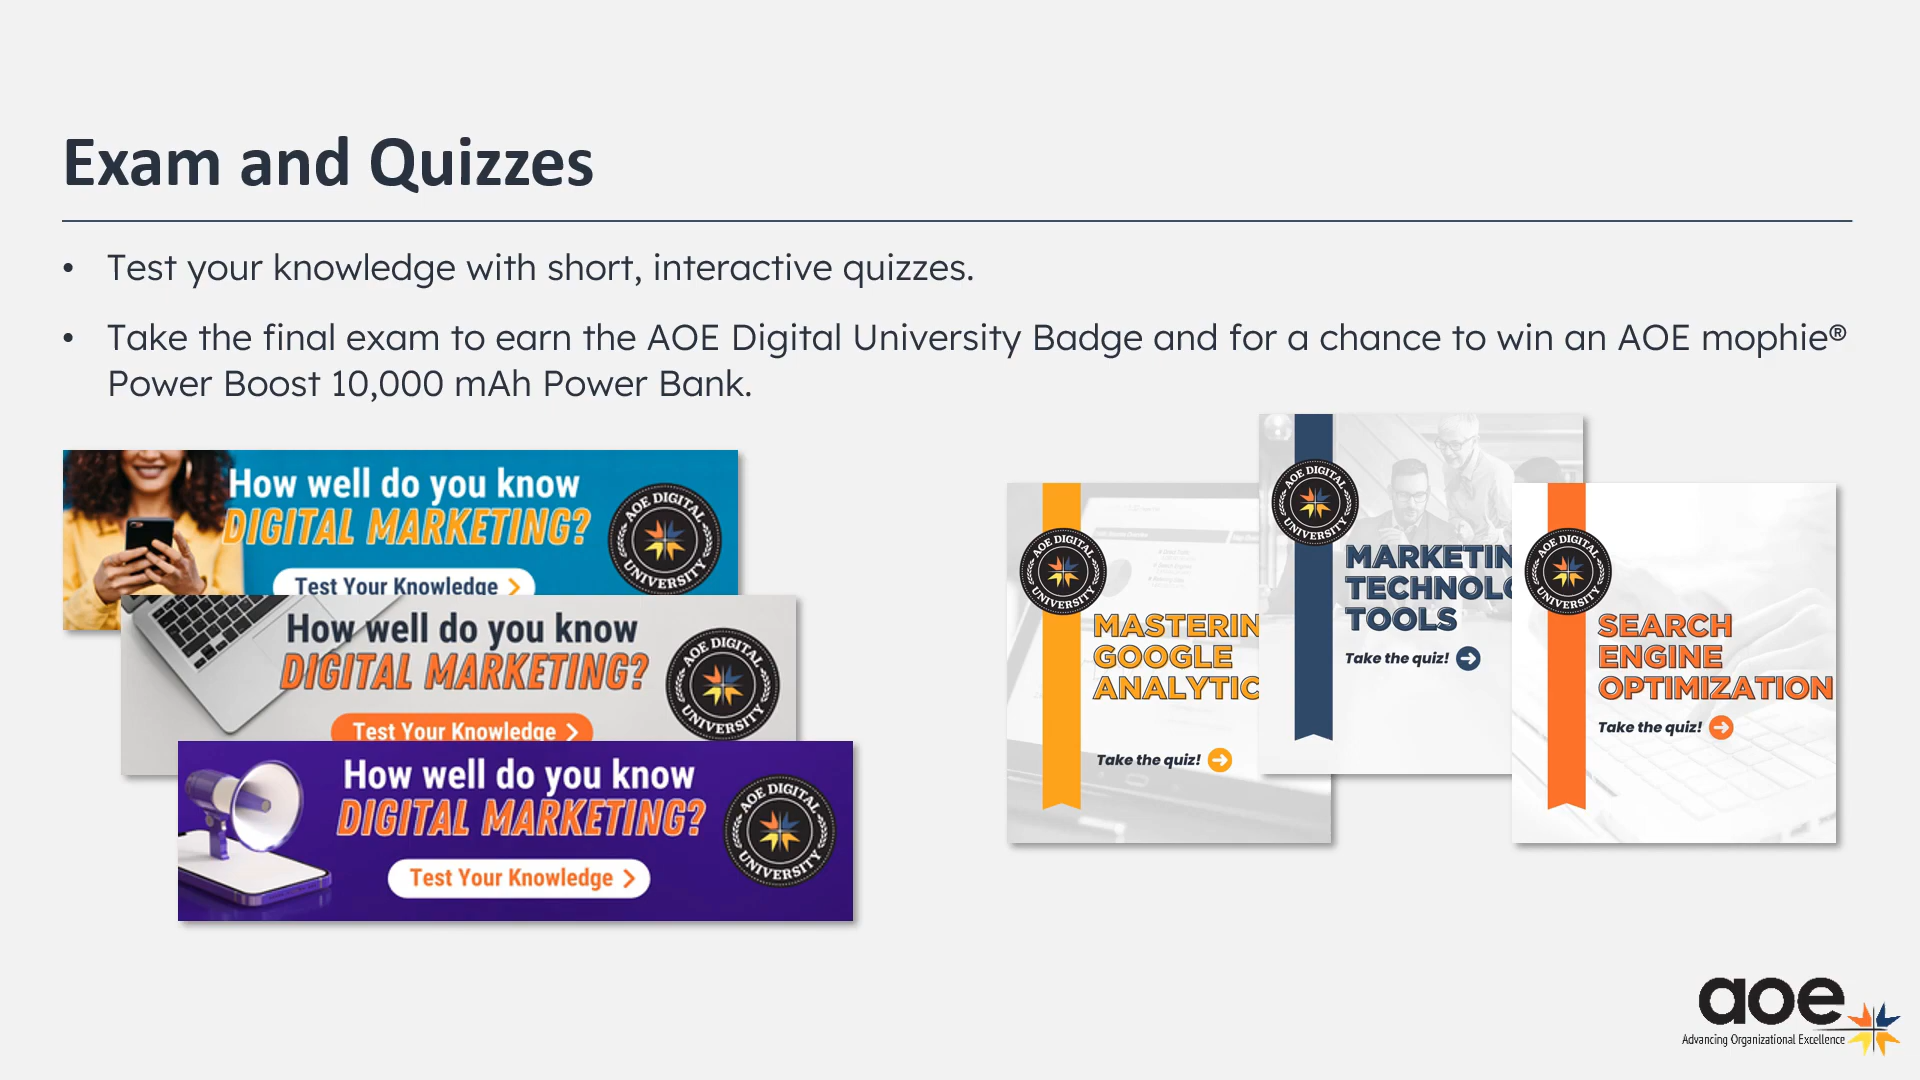 Exam and Quizzes
• Test your knowledge with short, interactive quizzes.
• Take the final exam to earn the AOE Digital University Badge and for a chance to win an AOE mophie®
Power Boost 10,000 mAh Power Bank.
How well do you know
DIGITAL MARKETING?
Test Your Knowledge
AOE DIGITAL
UNIVERSITY
How well do you know
DIGITAL MARKETING?
Test Your Knowledge
AOE DIGITAL
UNIVERSITY
How well do you know
DIGITAL MARKETING?
Test Your Knowledge
AOE DIGITAL
UNIVERSITY
AOE DIGITAL
UNIVERSITY
MASTERIN
GOOGLE
ANALYTIC
Take the quiz!
AOE DIGITAL
UNIVERSITY
MARKETIN
TECHNOLO
TOOLS
Take the quiz!
AOE DIGITAL
UNIVERSITY
SEARCH
ENGINE
OPTIMIZATION
Take the quiz!
aoe
Advancing Organizational Excellence